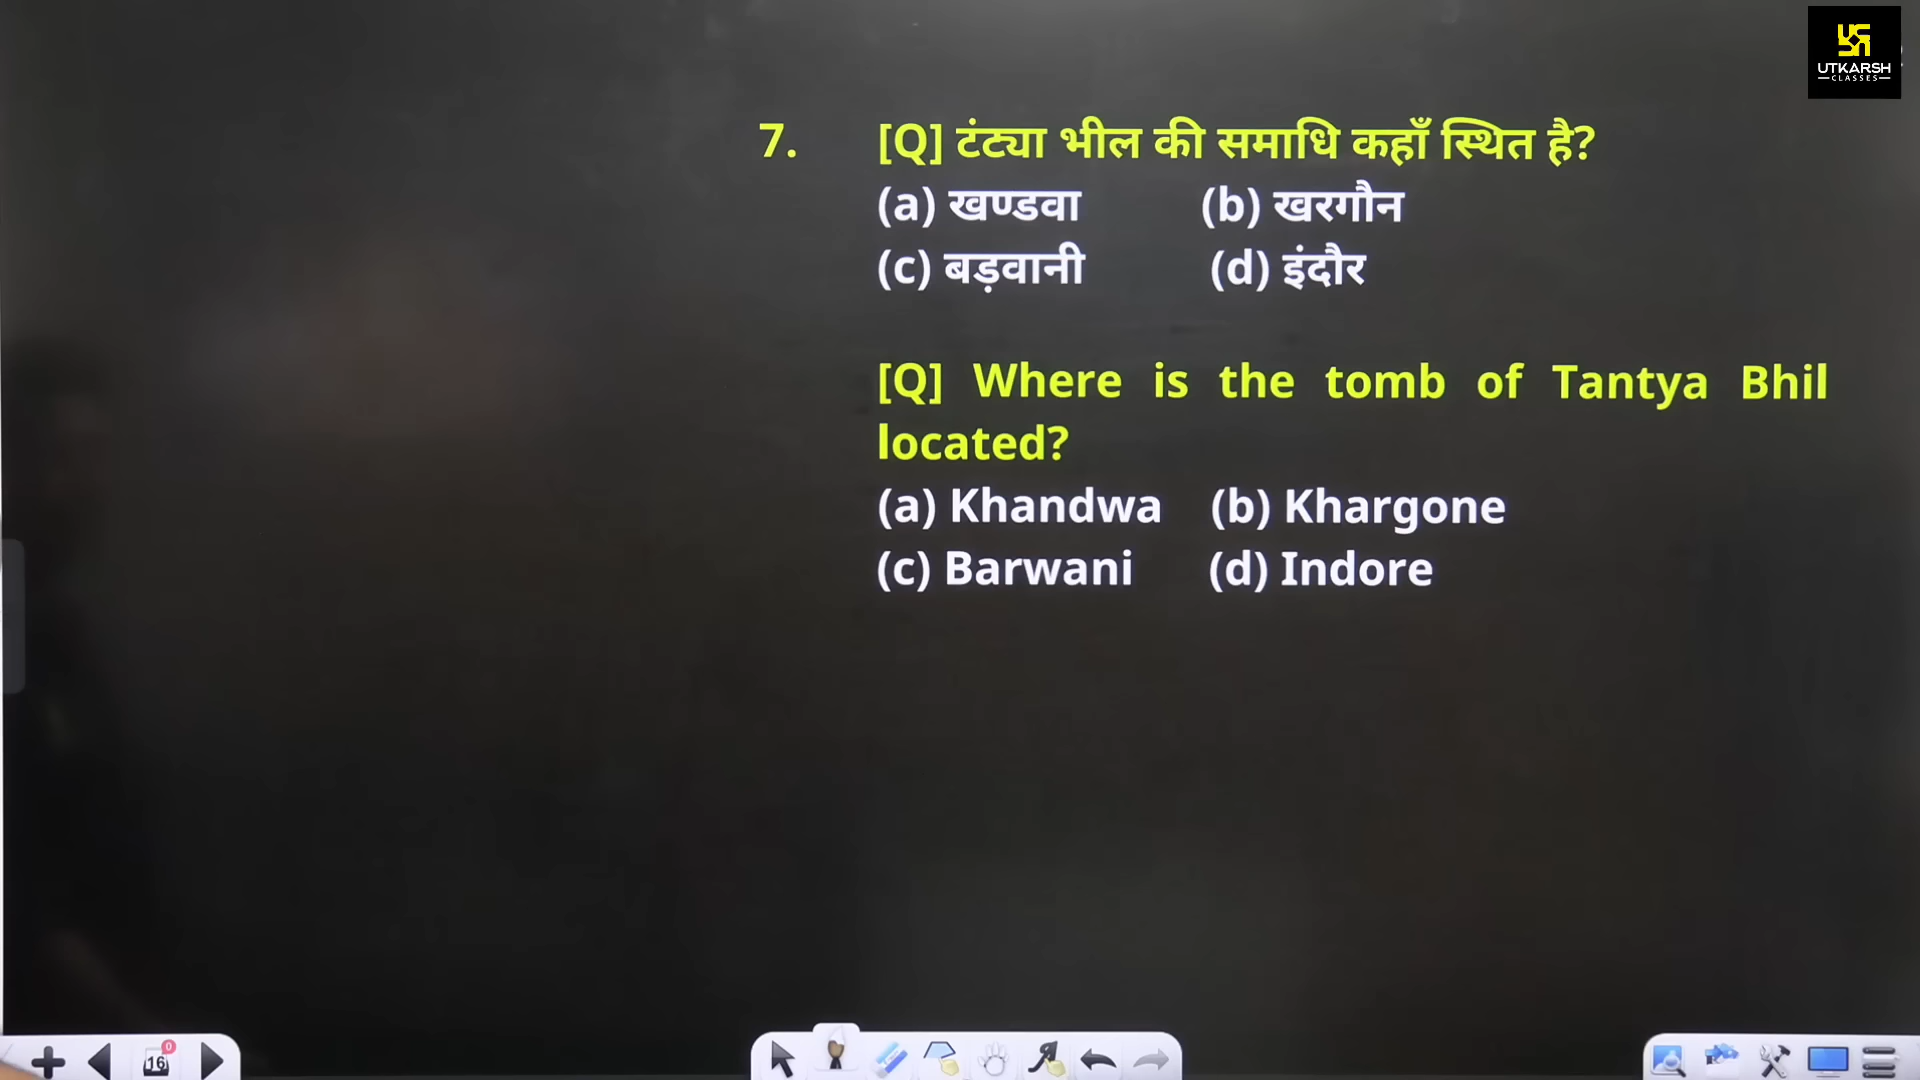 UTKARSH
CLASSES
7. [Q] टंट्या भील की समाधि कहाँ स्थित है?
(a) खण्डवा (b) खरगौन
(c) बड़वानी (d) इंदौर
[Q] Where is the tomb of Tantya Bhil
located?
(a) Khandwa (b) Khargone
(c) Barwani (d) Indore
16
0